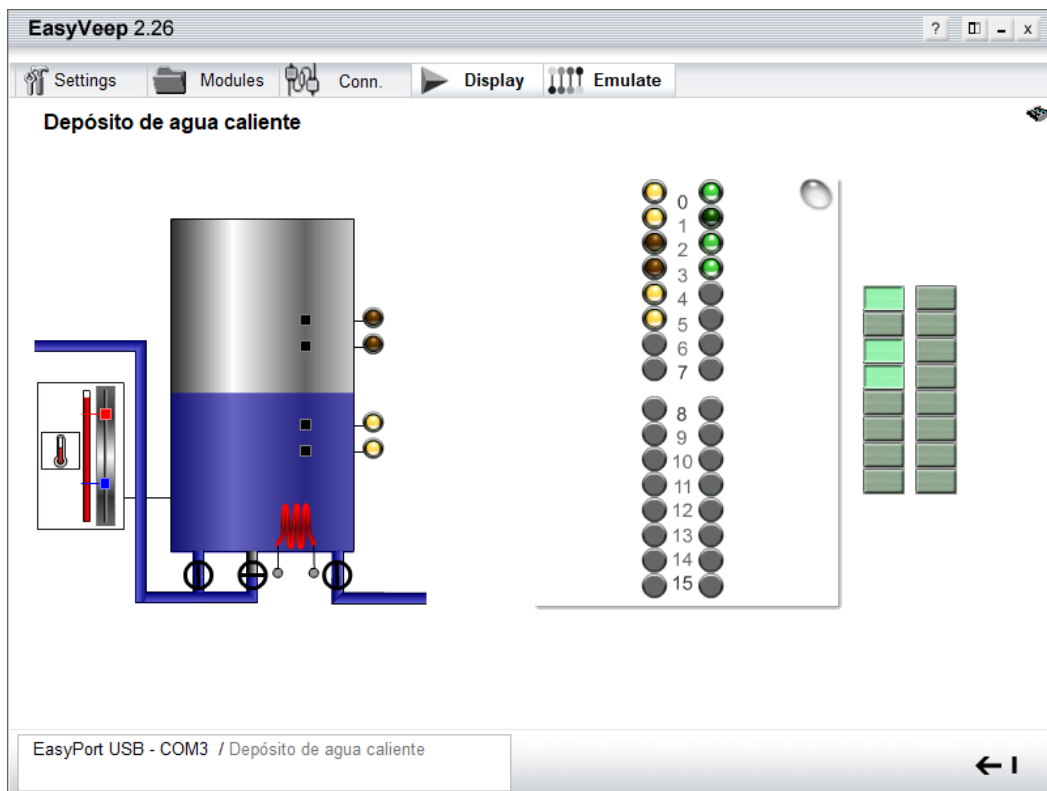 EasyVeep 2.26
?
x
Settings
Modules
Conn.
Display
Emulate
Depósito de agua caliente
0
1
2
3
4
5
6
7
8
9
10
11
12
13
14
15
EasyPort USB - COM3 / Depósito de agua caliente